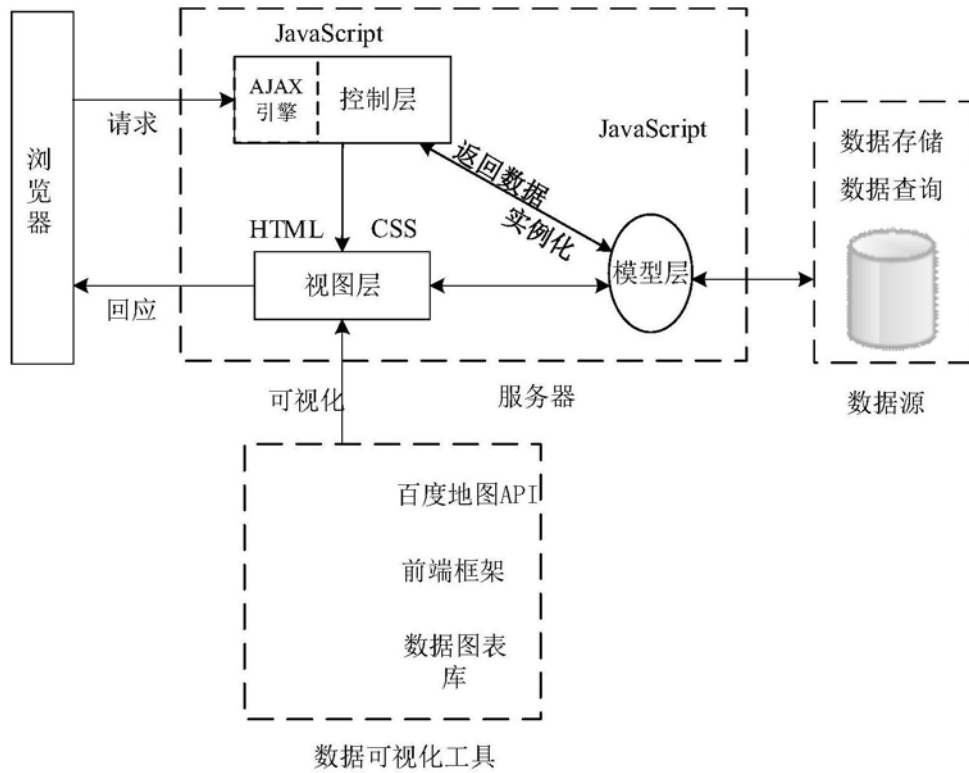 JavaScript
AJAX
引擎
控制层
请求
浏
览
器
JavaScript
返回数据
实例化
HTML
CSS
视图层
模型层
回应
数据存储
数据查询
数据源
可视化
服务器
百度地图API
前端框架
数据图表
库
数据可视化工具